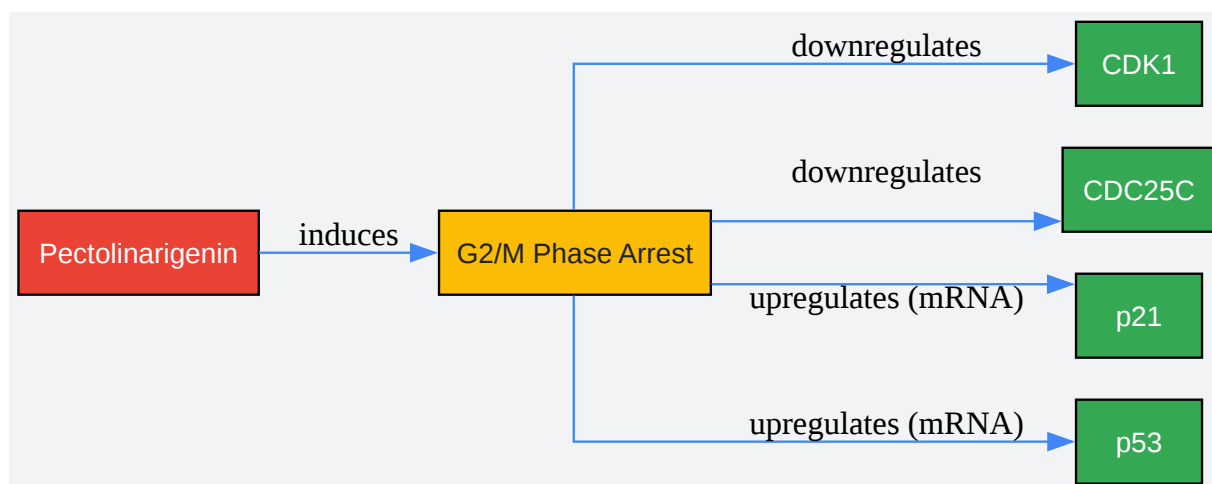 downregulates
CDK1
downregulates
CDC25C
Pectolinarigenin
induces
G2/M Phase Arrest
upregulates (mRNA)
p21
upregulates (mRNA)
p53